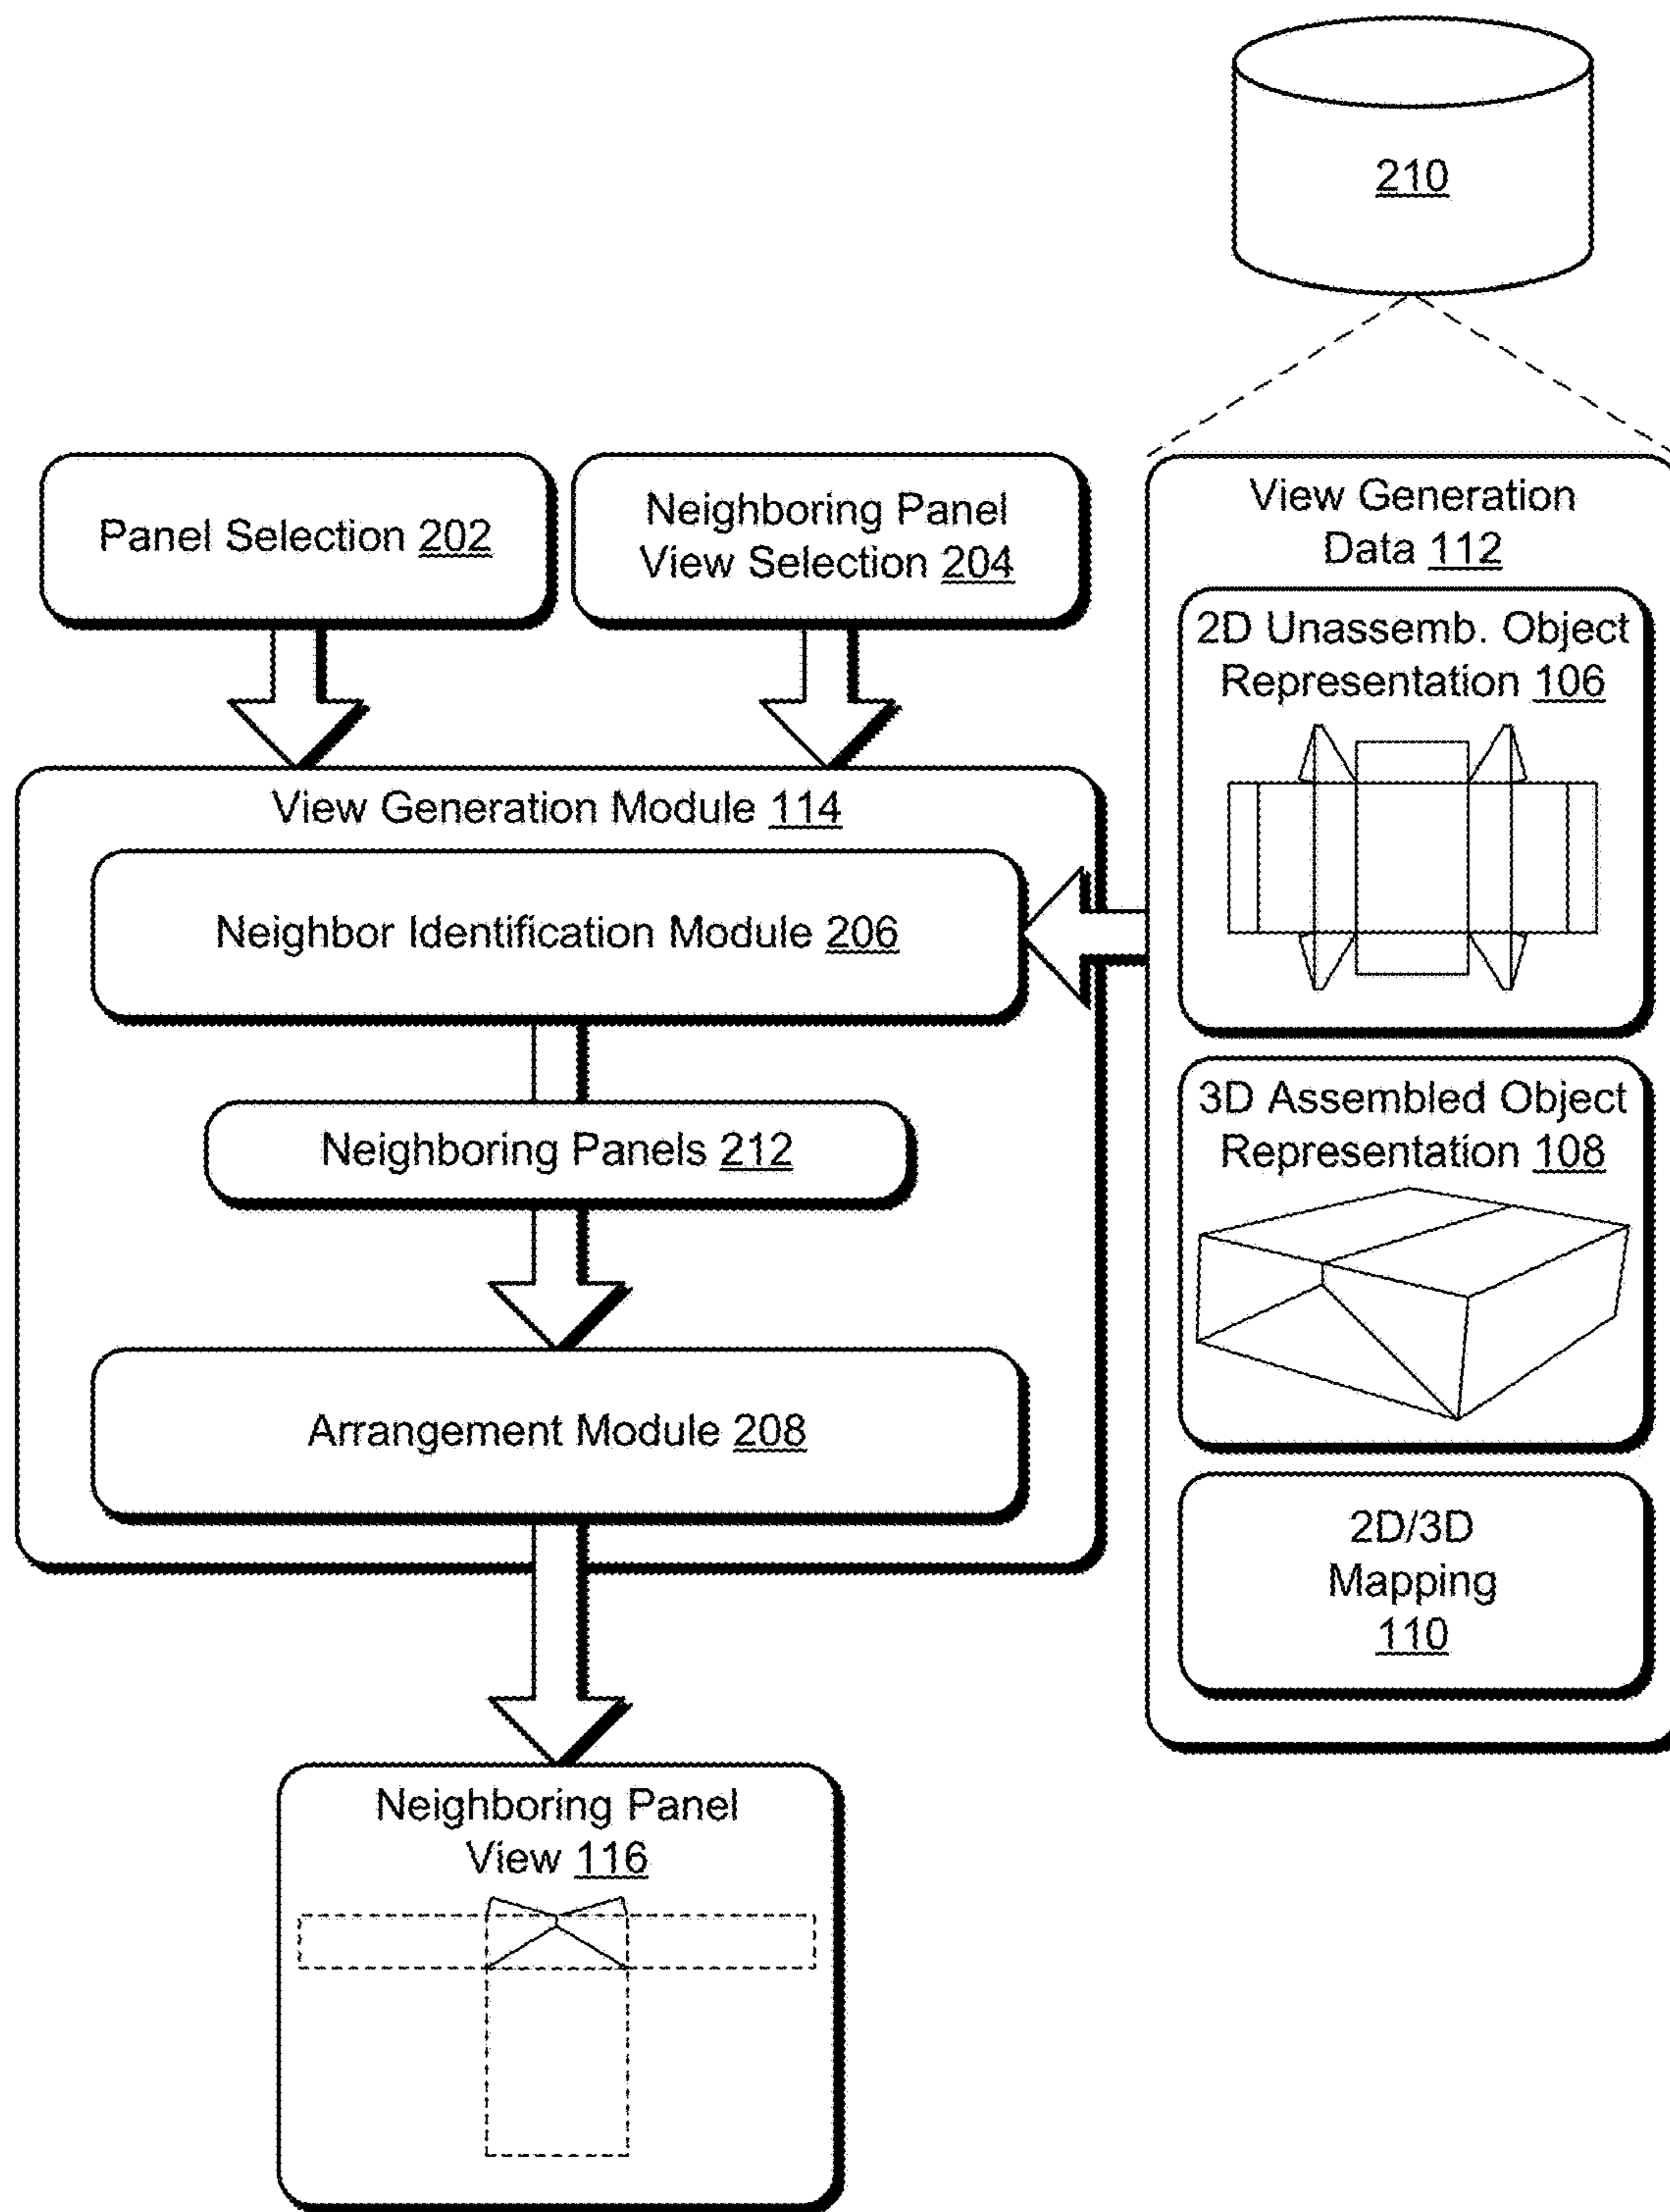 210
Panel Selection 202
Neighboring Panel
View Selection 204
View Generation
Data 112
2D Unassemb. Object
Representation 106
View Generation Module 114
Neighbor Identification Module 206
Neighboring Panels 212
3D Assembled Object
Representation 108
Arrangement Module 208
2D/3D
Mapping
110
Neighboring Panel
View 116